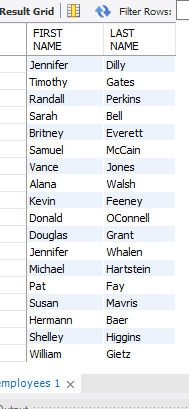 Result Grid Filter Rows:
FIRST NAME LAST NAME
Jennifer Dilly
Timothy Gates
Randall Perkins
Sarah Bell
Britney Everett
Samuel McCain
Vance Jones
Alana Walsh
Kevin Feeney
Donald OConnell
Douglas Grant
Jennifer Whalen
Michael Hartstein
Pat Fay
Susan Mavris
Hermann Baer
Shelley Higgins
William Gietz
employees 1 ×